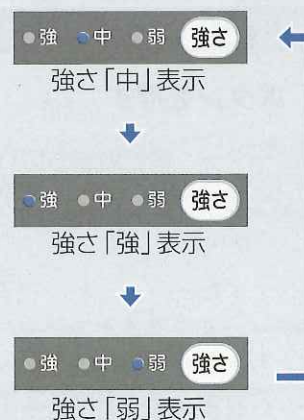 強 中 弱 強さ
強さ「中」表示
強 中 弱 強さ
強さ「強」表示
強 中 弱 強さ
強さ「弱」表示